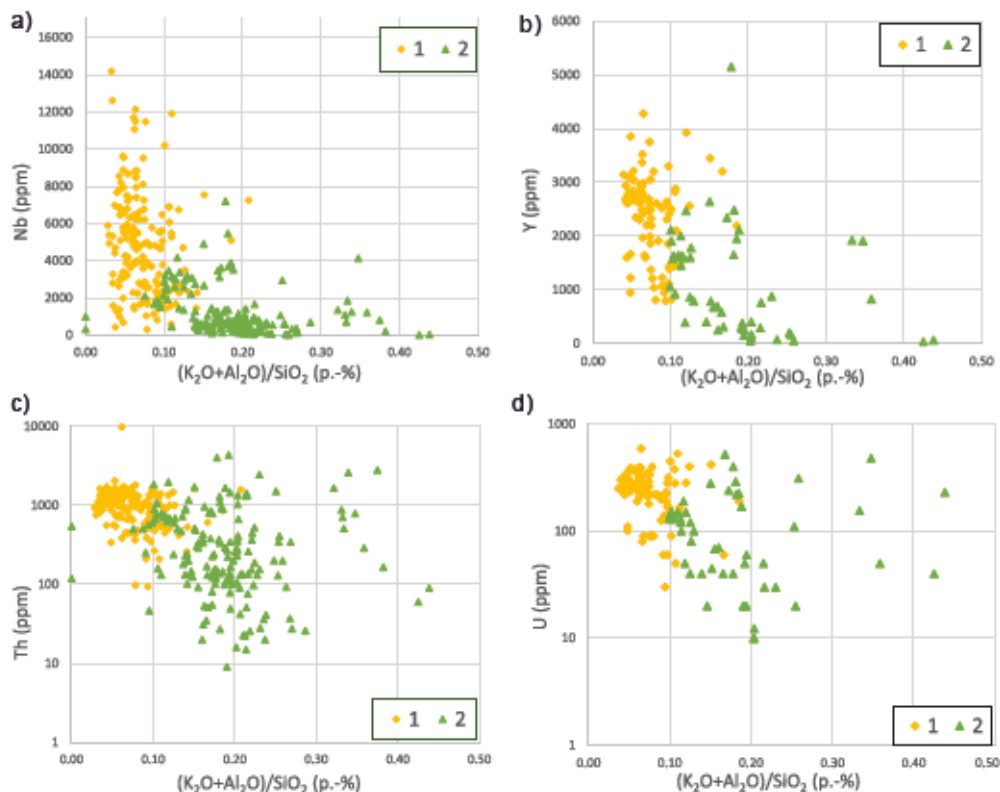 a)
16000
14000
12000
10000
8000
6000
4000
2000
0
Nb (ppm)
1 2
0.00 0.10 0.20 0.30 0.40 0.50
(K₂O+Al₂O)/SiO₂ (p.-%)
b)
6000
5000
4000
3000
2000
1000
0
Y (ppm)
1 2
0,00 0,10 0,20 0,30 0,40 0,50
(K₂O+Al₂O)/SiO₂ (p.-%)
c)
10000
1000
100
10
1
Th (ppm)
1 2
0,00 0,10 0,20 0,30 0,40 0,50
(K₂O+Al₂O)/SiO₂ (p.-%)
d)
1000
100
10
1
U (ppm)
1 2
0,00 0,10 0,20 0,30 0,40 0,50
(K₂O+Al₂O)/SiO₂ (p.-%)